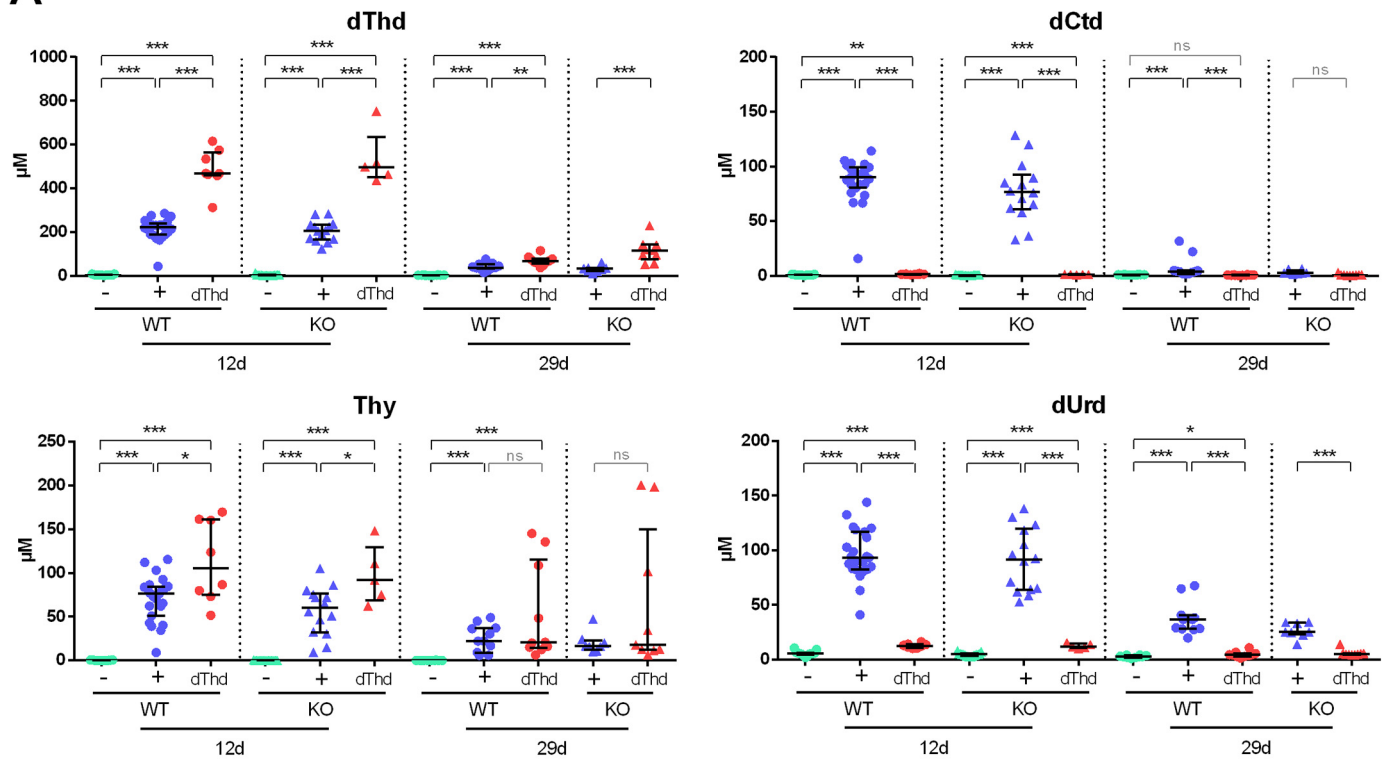 dThd
*** *** ***
*** *** *** *** *** ** ***
µM
1000
800
600
400
200
0
- + dThd - + dThd - + dThd + dThd
WT KO WT KO
12d 29d
dCtd
** *** ns
*** *** *** *** *** *** ns
µM
200
150
100
50
0
- + dThd - + dThd - + dThd + dThd
WT KO WT KO
12d 29d
Thy
*** *** ***
*** * *** * *** ns ns
µM
250
200
150
100
50
0
- + dThd - + dThd - + dThd + dThd
WT KO WT KO
12d 29d
dUrd
*** *** *
*** *** *** *** *** *** ***
µM
200
150
100
50
0
- + dThd - + dThd - + dThd + dThd
WT KO WT KO
12d 29d